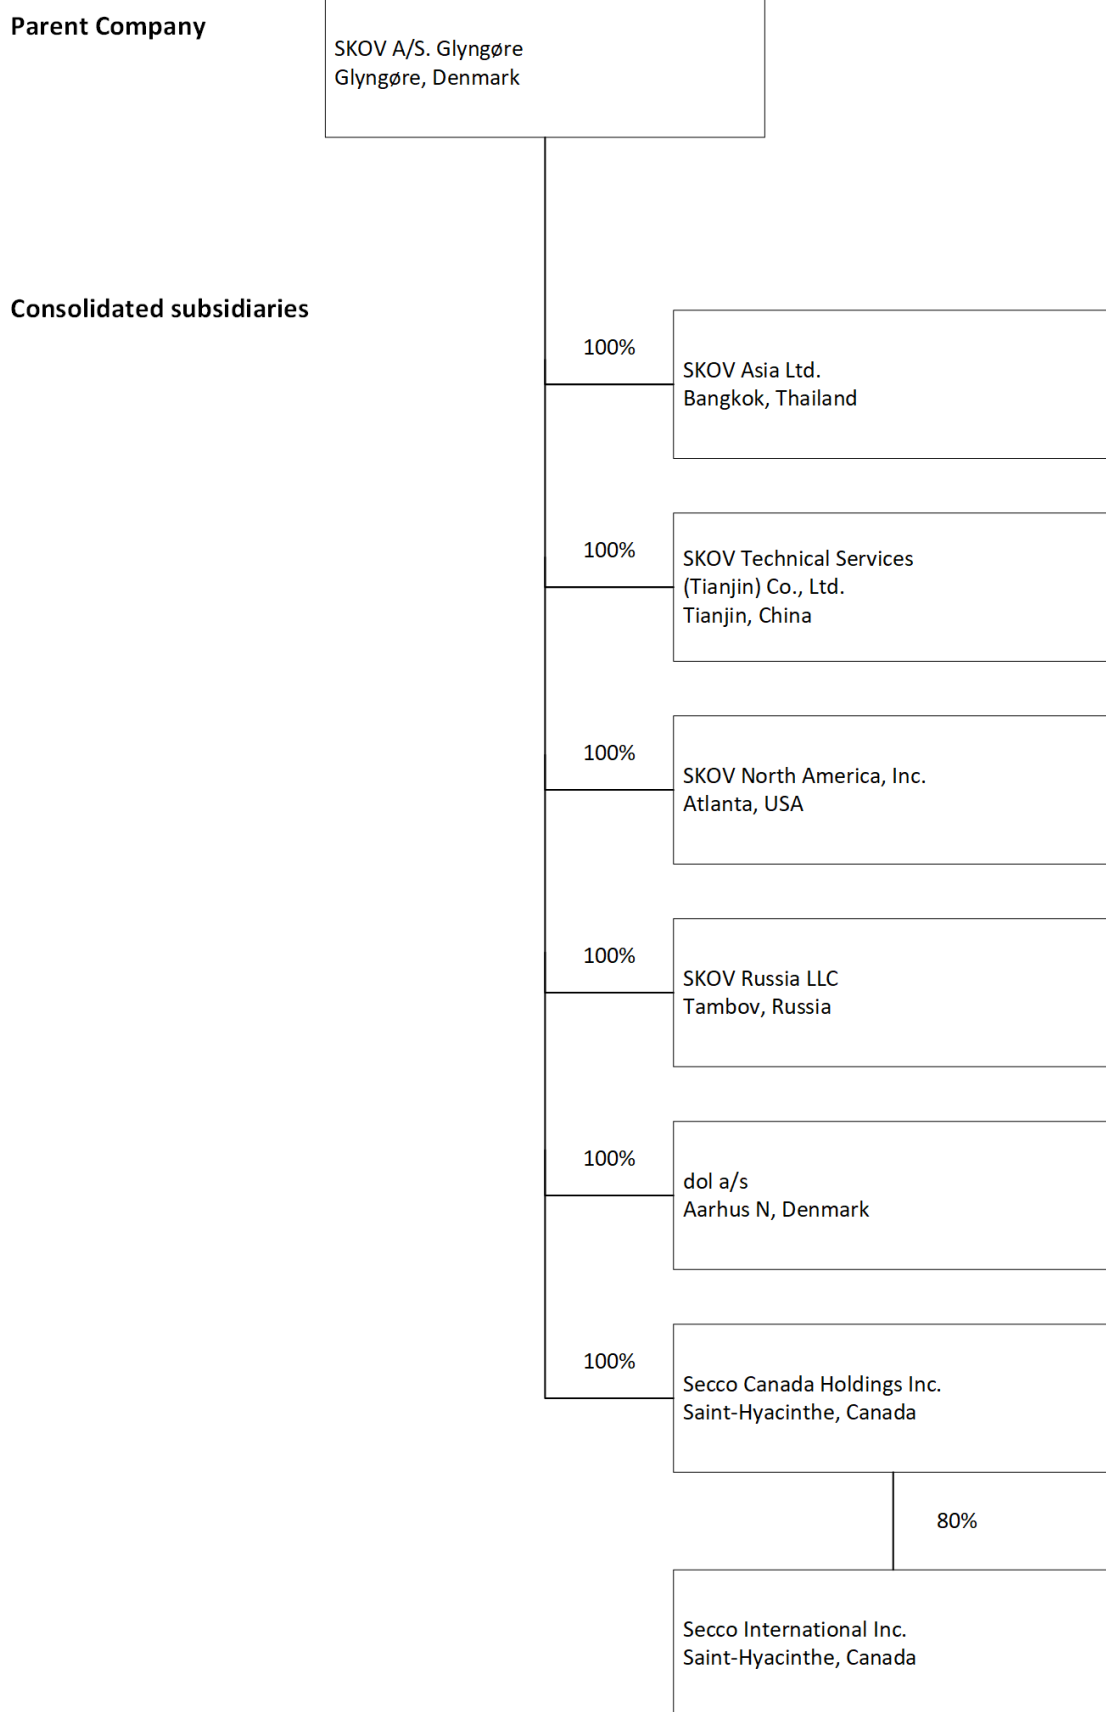 Parent Company
SKOV A/S. Glyngøre
Glyngøre, Denmark
Consolidated subsidiaries
100%
SKOV Asia Ltd.
Bangkok, Thailand
100%
SKOV Technical Services
(Tianjin) Co., Ltd.
Tianjin, China
100%
SKOV North America, Inc.
Atlanta, USA
100%
SKOV Russia LLC
Tambov, Russia
100%
dol a/s
Aarhus N, Denmark
100%
Secco Canada Holdings Inc.
Saint-Hyacinthe, Canada
80%
Secco International Inc.
Saint-Hyacinthe, Canada